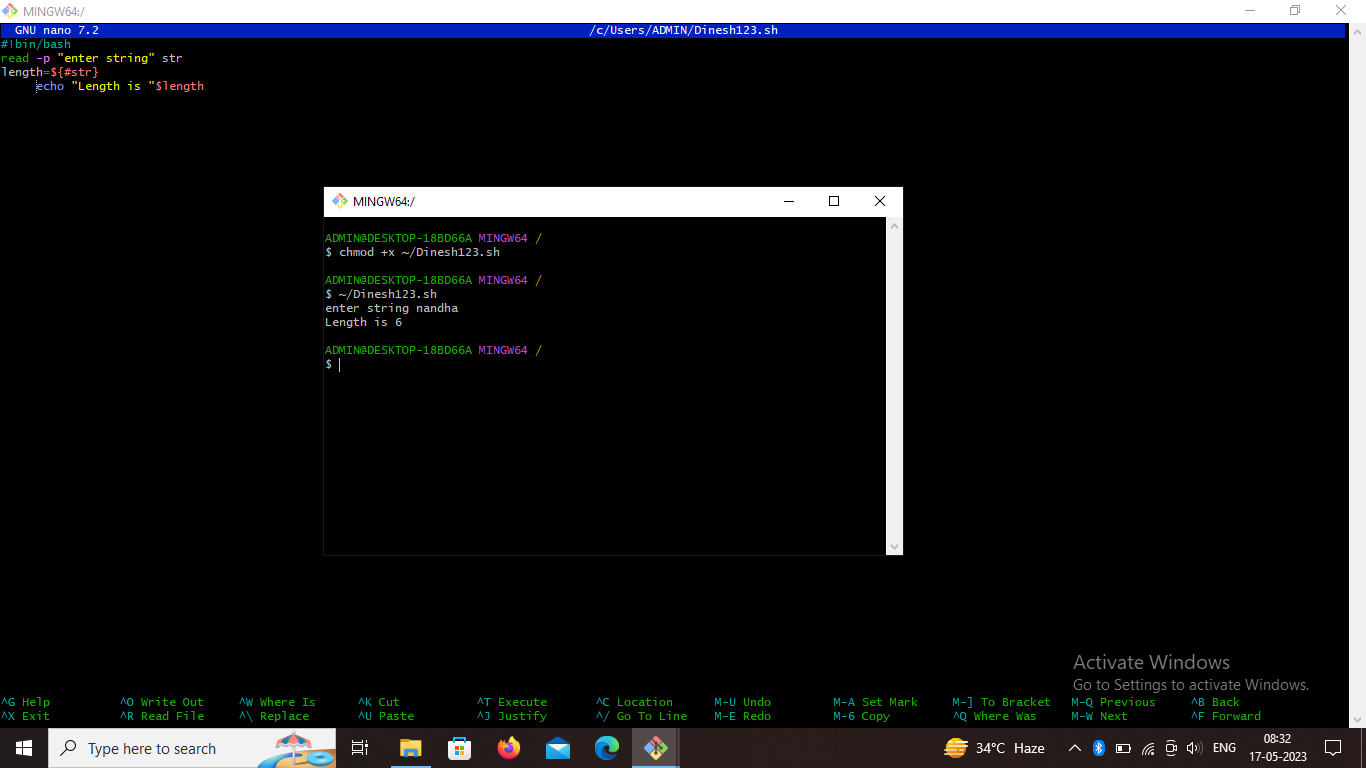 MINGW64:/
GNU nano 7.2 /c/Users/ADMIN/Dinesh123.sh
#!bin/bash
read -p "enter string" str
length=${#str}
echo "Length is "$length
MINGW64:/
ADMIN@DESKTOP-18BD66A MINGW64 /
$ chmod +x ~/Dinesh123.sh
ADMIN@DESKTOP-18BD66A MINGW64 /
$ ~/Dinesh123.sh
enter string nandha
Length is 6
ADMIN@DESKTOP-18BD66A MINGW64 /
$
Activate Windows
Go to Settings to activate Windows.
^G Help ^O Write Out ^W Where Is ^K Cut ^T Execute ^C Location M-U Undo M-A Set Mark M-] To Bracket M-Q Previous ^B Back
^X Exit ^R Read File ^\ Replace ^U Paste ^J Justify ^/ Go To Line M-E Redo M-6 Copy ^Q Where Was M-W Next ^F Forward
Type here to search
34°C Haze
ENG
08:32
17-05-2023